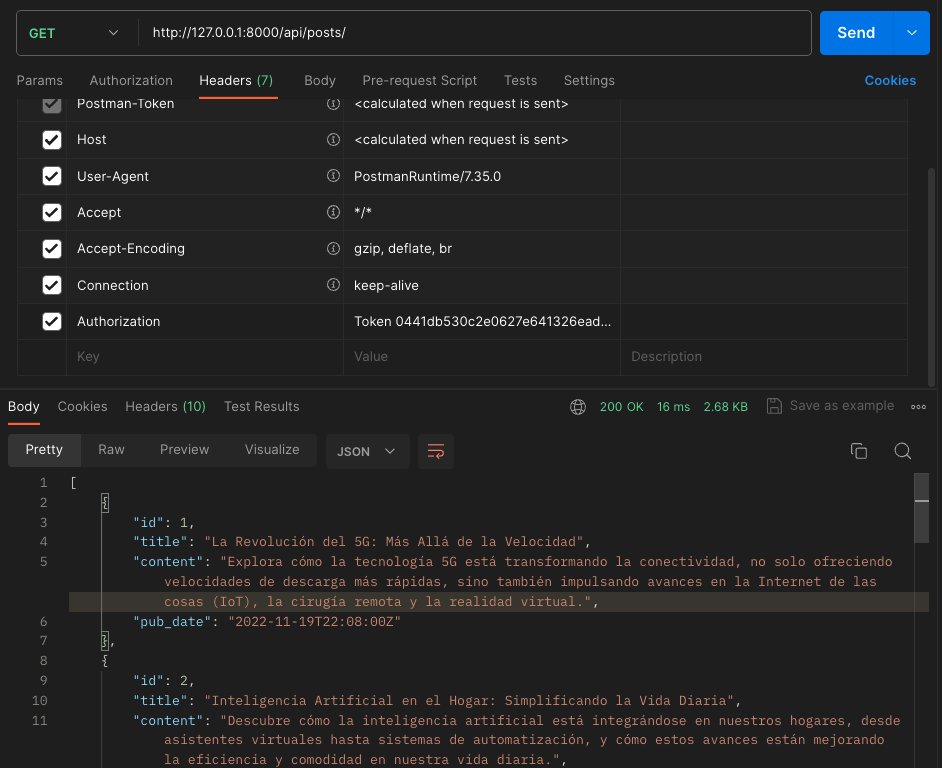 GET http://127.0.0.1:8000/api/posts/ Send
Params Authorization Headers (7) Body Pre-request Script Tests Settings Cookies
Postman-Token <calculated when request is sent>
Host <calculated when request is sent>
User-Agent PostmanRuntime/7.35.0
Accept */*
Accept-Encoding gzip, deflate, br
Connection keep-alive
Authorization Token 0441db530c2e0627e641326ead...
Key Value Description
Body Cookies Headers (10) Test Results 200 OK 16 ms 2.68 KB Save as example
Pretty Raw Preview Visualize JSON
1 [
2 {
3 "id": 1,
4 "title": "La Revolución del 5G: Más Allá de la Velocidad",
5 "content": "Explora cómo la tecnología 5G está transformando la conectividad, no solo ofreciendo
velocidades de descarga más rápidas, sino también impulsando avances en la Internet de las
cosas (IoT), la cirugía remota y la realidad virtual.",
6 "pub_date": "2022-11-19T22:08:00Z"
7 },
8 {
9 "id": 2,
10 "title": "Inteligencia Artificial en el Hogar: Simplificando la Vida Diaria",
11 "content": "Descubre cómo la inteligencia artificial está integrándose en nuestros hogares, desde
asistentes virtuales hasta sistemas de automatización, y cómo estos avances están mejorando
la eficiencia y comodidad en nuestra vida diaria.",